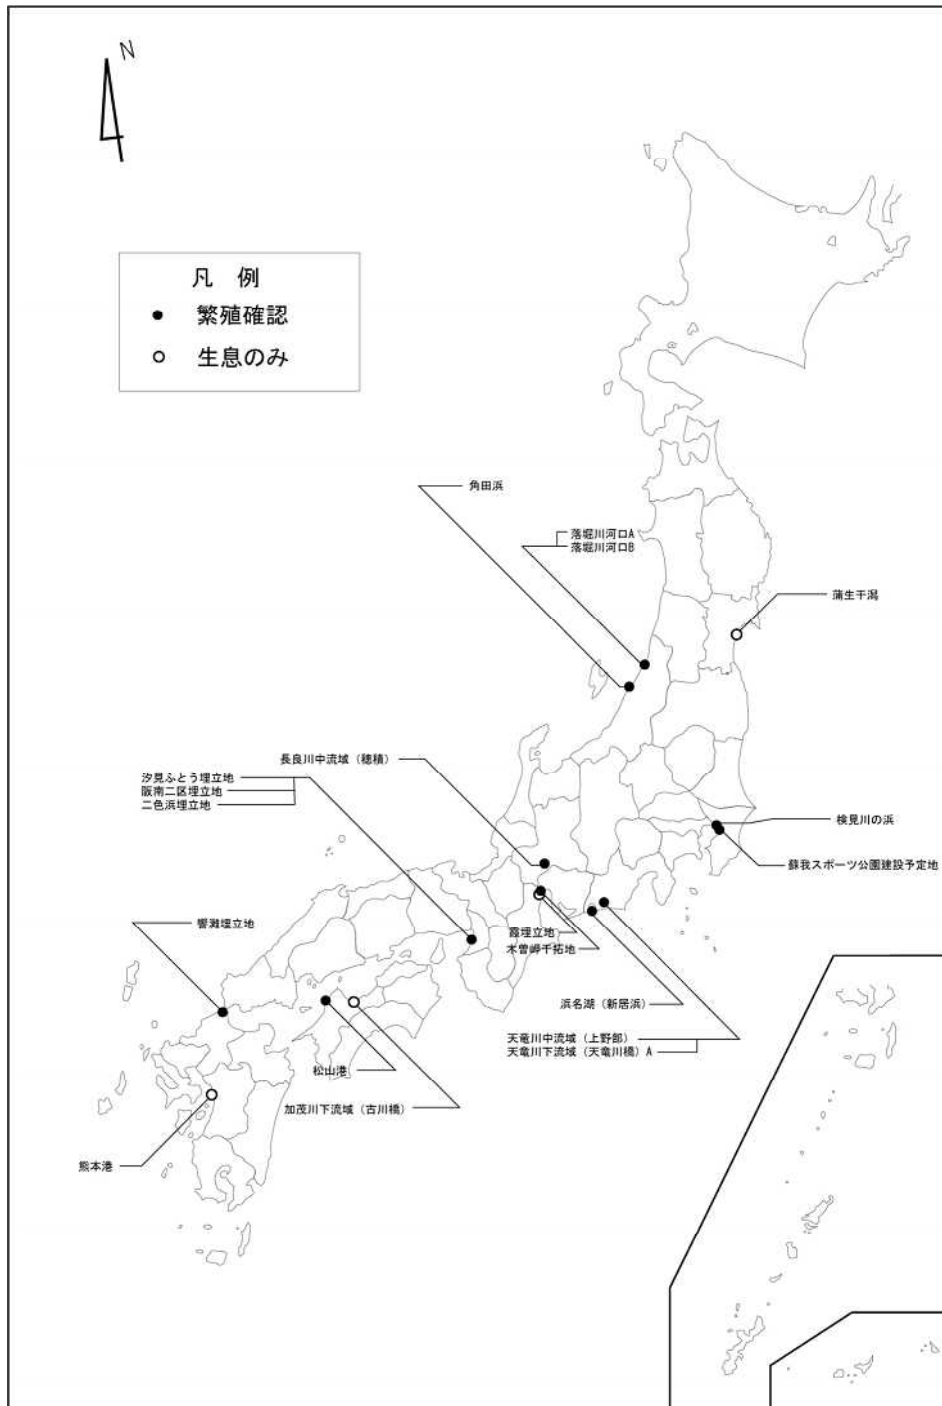 N
凡 例
繁殖確認
生息のみ
角田浜
落堀川河口A
落堀川河口B
蒲生干潟
長良川中流域（穂積）
汐見ふとう埋立地
阪南二区埋立地
二色浜埋立地
検見川の浜
蘇我スポーツ公園建設予定地
響灘埋立地
霞埋立地
木曽岬干拓地
浜名湖（新居浜）
天竜川中流域（上野部）
天竜川下流域（天竜川橋）A
松山港
加茂川下流域（古川橋）
熊本港